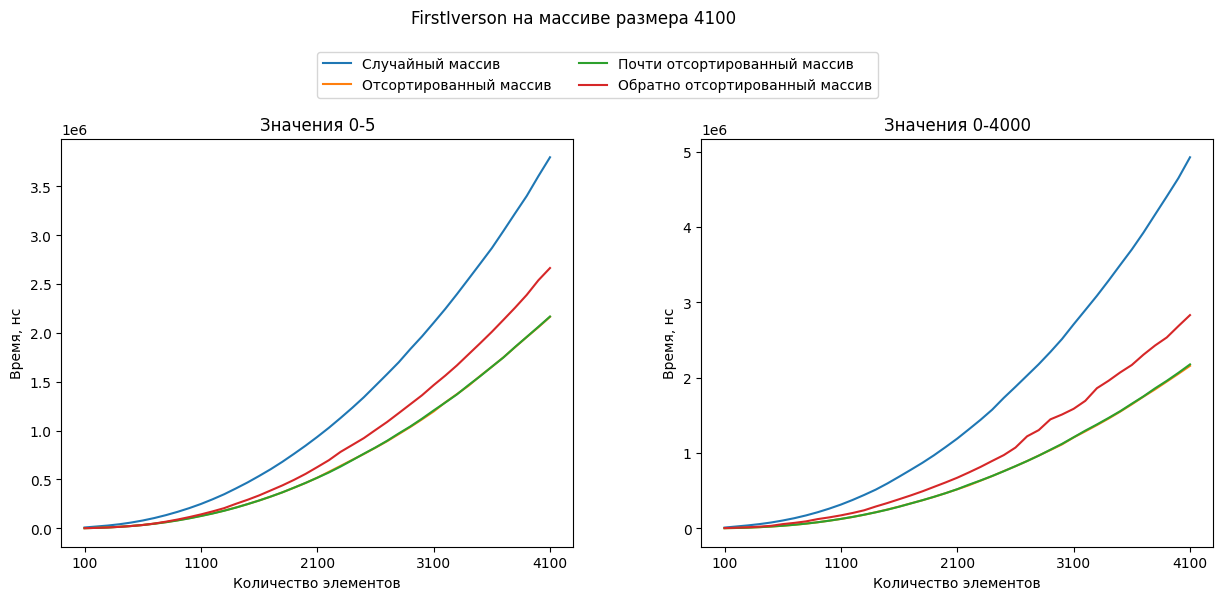 FirstIverson на массиве размера 4100
Случайный массив
Отсортированный массив
Почти отсортированный массив
Обратно отсортированный массив
Значения 0-5
1e6
3.5
3.0
2.5
2.0
1.5
1.0
0.5
0.0
Время, нс
100 1100 2100 3100 4100
Количество элементов
Значения 0-4000
1e6
5
4
3
2
1
0
Время, нс
100 1100 2100 3100 4100
Количество элементов